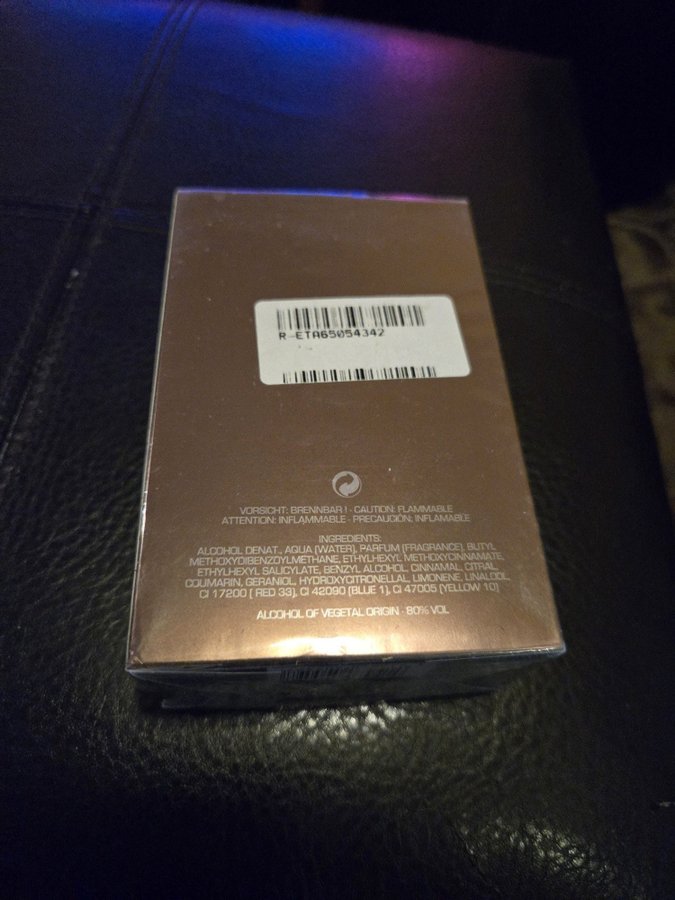 R-ETA65054342
VORSICHT: BRENNBAR ! - CAUTION: FLAMMABLE
ATTENTION: INFLAMMABLE - PRECAUCIÓN: INFLAMABLE
INGREDIENTS:
ALCOHOL DENAT., AQUA (WATER), PARFUM (FRAGRANCE), BUTYL
METHOXYDIBENZOYLMETHANE, ETHYLHEXYL METHOXYCINNAMATE,
ETHYLHEXYL SALICYLATE, BENZYL ALCOHOL, CINNAMAL, CITRAL,
COUMARIN, GERANIOL, HYDROXYCITRONELLAL, LIMONENE, LINALOOL,
CI 17200 ( RED 33), CI 42090 (BLUE 1), CI 47005 (YELLOW 10)
ALCOHOL OF VEGETAL ORIGIN - 80% VOL